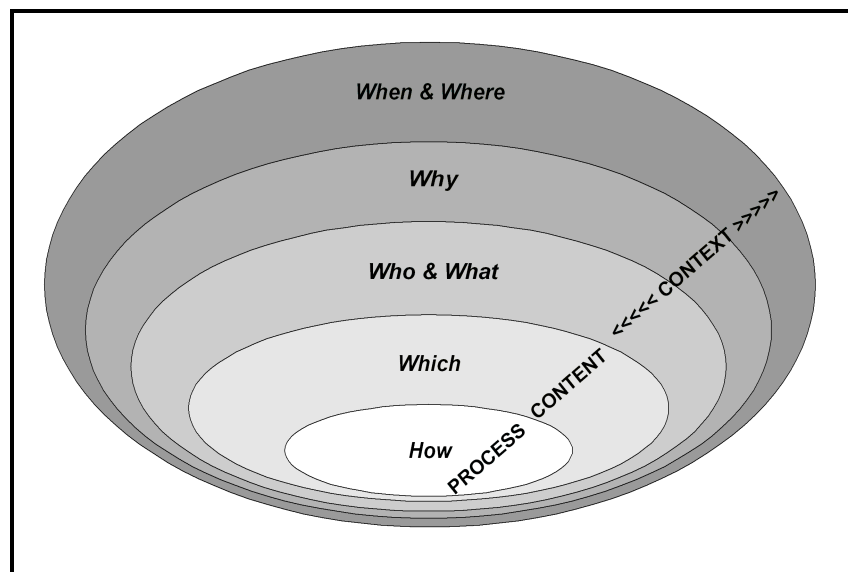 When & Where
Why
Who & What
Which
How
PROCESS CONTENT <<<<< CONTEXT >>>>>